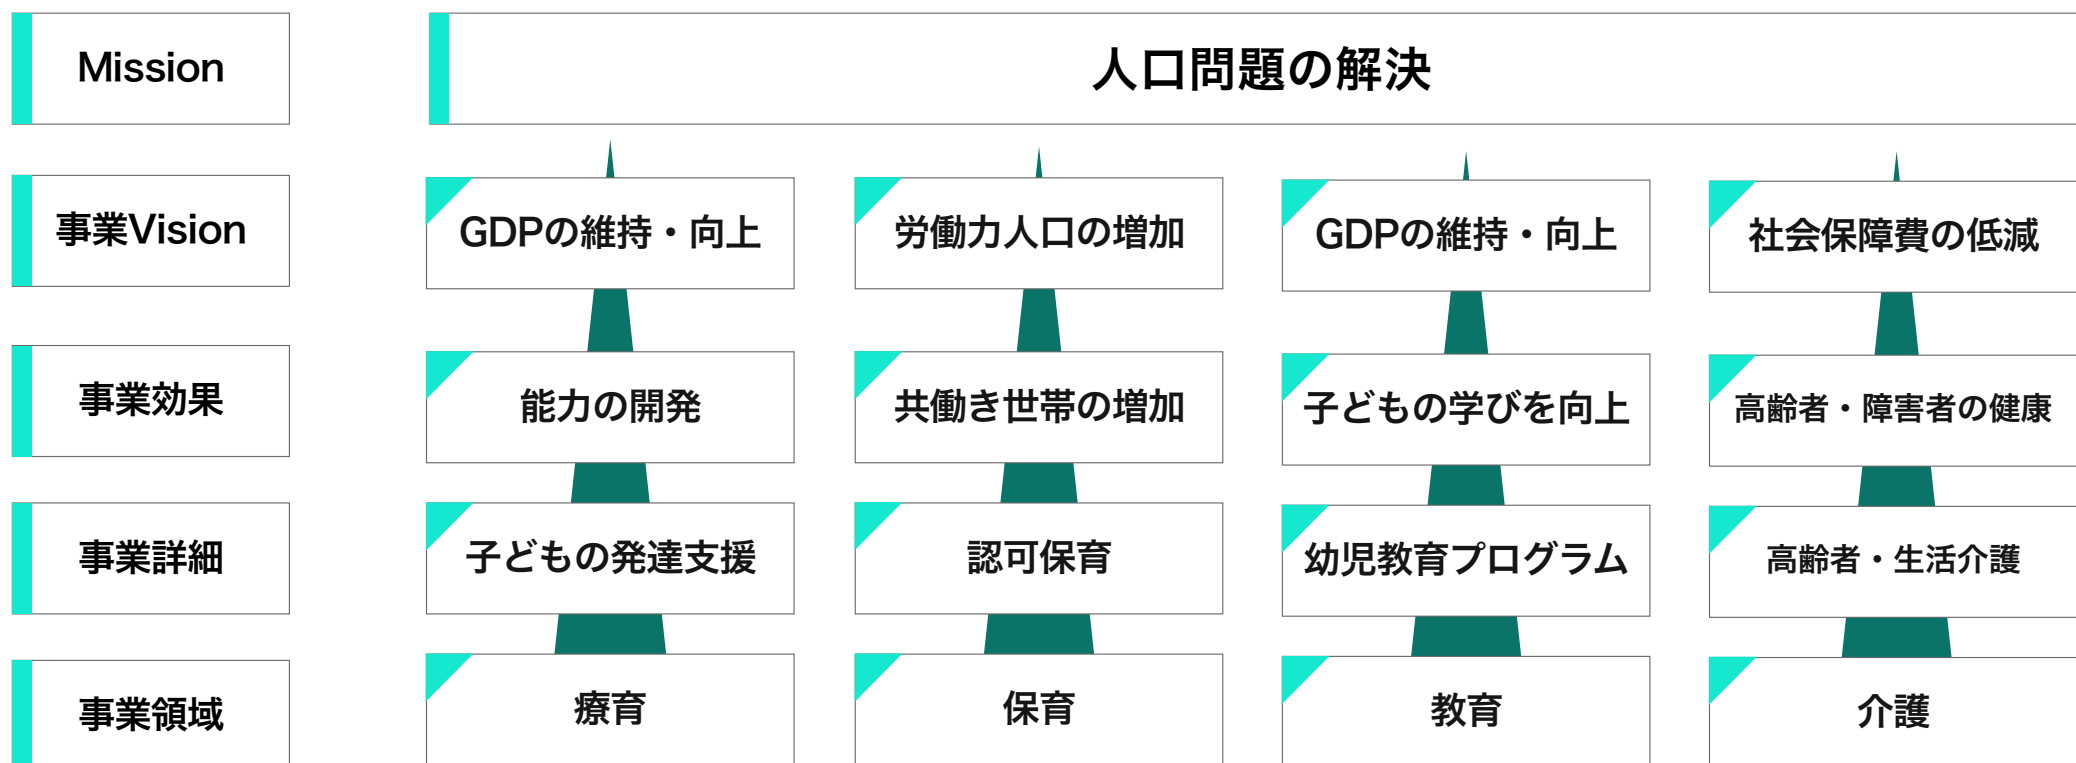 Mission
人口問題の解決
事業Vision
GDPの維持・向上
労働力人口の増加
GDPの維持・向上
社会保障費の低減
事業効果
能力の開発
共働き世帯の増加
子どもの学びを向上
高齢者・障害者の健康
事業詳細
子どもの発達支援
認可保育
幼児教育プログラム
高齢者・生活介護
事業領域
療育
保育
教育
介護